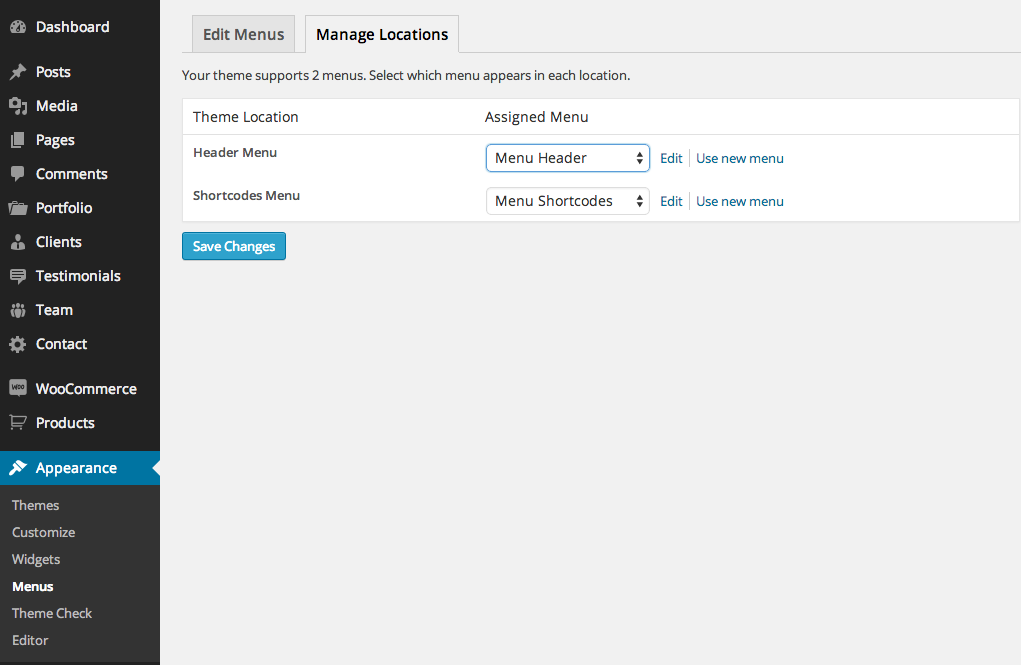 Dashboard
Posts
Media
Pages
Comments
Portfolio
Clients
Testimonials
Team
Contact
WOO WooCommerce
Products
Appearance
Themes
Customize
Widgets
Menus
Theme Check
Editor
Edit Menus Manage Locations
Your theme supports 2 menus. Select which menu appears in each location.
Theme Location Assigned Menu
Header Menu Menu Header Edit Use new menu
Shortcodes Menu Menu Shortcodes Edit Use new menu
Save Changes